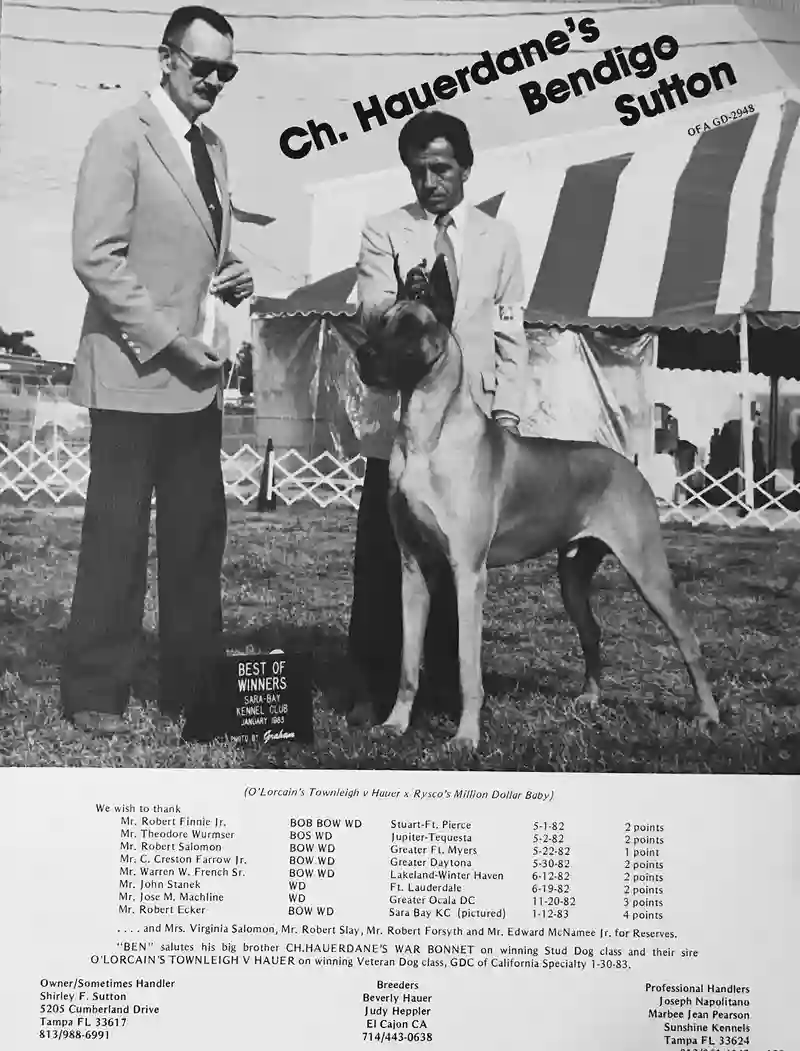 Ch. Hauerdane's
Bendigo
Sutton
OFA GD-2948
BEST OF
WINNERS
SARA-BAY
KENNEL CLUB
JANUARY 1983
PHOTO BY Graham
(O'Lorcain's Townleigh v Hauer x Rysco's Million Dollar Baby)
We wish to thank
Mr. Robert Finnie Jr. BOB BOW WD Stuart-Ft. Pierce 5-1-82 2 points
Mr. Theodore Wurmser BOS WD Jupiter-Tequesta 5-2-82 2 points
Mr. Robert Salomon BOW WD Greater Ft. Myers 5-22-82 1 point
Mr. C. Creston Farrow Jr. BOW WD Greater Daytona 5-30-82 2 points
Mr. Warren W. French Sr. BOW WD Lakeland-Winter Haven 6-12-82 2 points
Mr. John Stanek WD Ft. Lauderdale 6-19-82 2 points
Mr. Jose M. Machline WD Greater Ocala DC 11-20-82 3 points
Mr. Robert Ecker BOW WD Sara Bay KC (pictured) 1-12-83 4 points
. . . . and Mrs. Virginia Salomon, Mr. Robert Slay, Mr. Robert Forsyth and Mr. Edward McNamee Jr. for Reserves.
"BEN" salutes his big brother CH.HAUERDANE'S WAR BONNET on winning Stud Dog class and their sire
O'LORCAIN'S TOWNLEIGH V HAUER on winning Veteran Dog class, GDC of California Specialty 1-30-83.
Owner/Sometimes Handler
Shirley F. Sutton
5205 Cumberland Drive
Tampa FL 33617
813/988-6991
Breeders
Beverly Hauer
Judy Heppler
El Cajon CA
714/443-0638
Professional Handlers
Joseph Napolitano
Marbee Jean Pearson
Sunshine Kennels
Tampa FL 33624